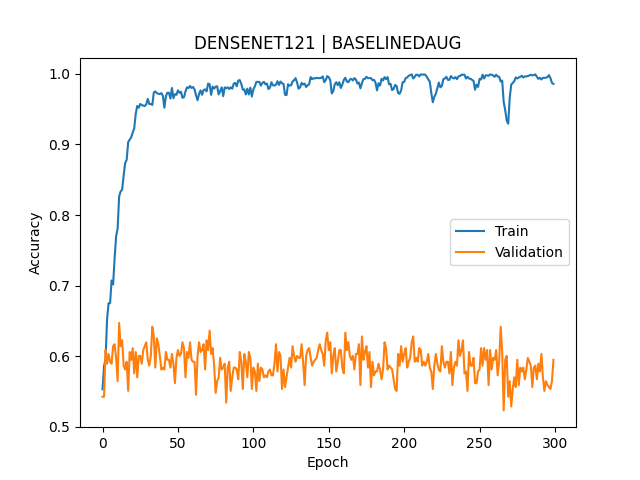 DENSENET121 | BASELINEDAUG
1.0
0.9
0.8
0.7
0.6
0.5
Accuracy
Train
Validation
0 50 100 150 200 250 300
Epoch